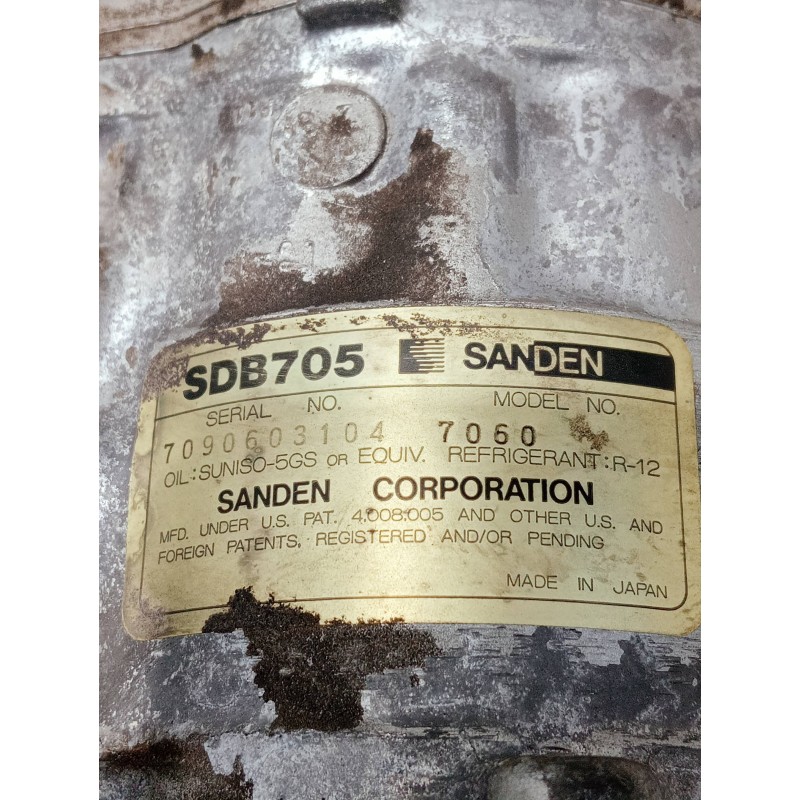 SDB705 SANDEN
SERIAL NO. MODEL NO.
7090603104 7060
OIL:SUNISO-5GS OR EQUIV. REFRIGERANT:R-12
SANDEN CORPORATION
MFD. UNDER U.S. PAT. 4,008,005 AND OTHER U.S. AND
FOREIGN PATENTS, REGISTERED AND/OR PENDING
MADE IN JAPAN